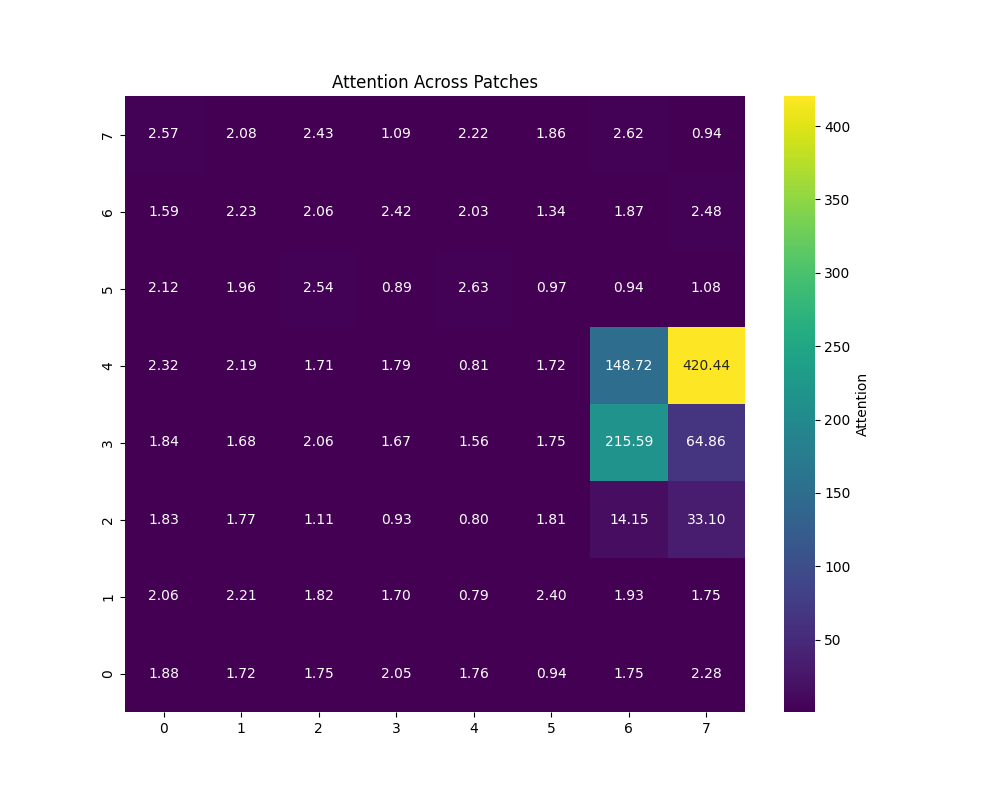 Attention Across Patches
7 2.57 2.08 2.43 1.09 2.22 1.86 2.62 0.94
6 1.59 2.23 2.06 2.42 2.03 1.34 1.87 2.48
5 2.12 1.96 2.54 0.89 2.63 0.97 0.94 1.08
4 2.32 2.19 1.71 1.79 0.81 1.72 148.72 420.44
3 1.84 1.68 2.06 1.67 1.56 1.75 215.59 64.86
2 1.83 1.77 1.11 0.93 0.80 1.81 14.15 33.10
1 2.06 2.21 1.82 1.70 0.79 2.40 1.93 1.75
0 1.88 1.72 1.75 2.05 1.76 0.94 1.75 2.28
0 1 2 3 4 5 6 7
400
350
300
250
200
150
100
50
Attention